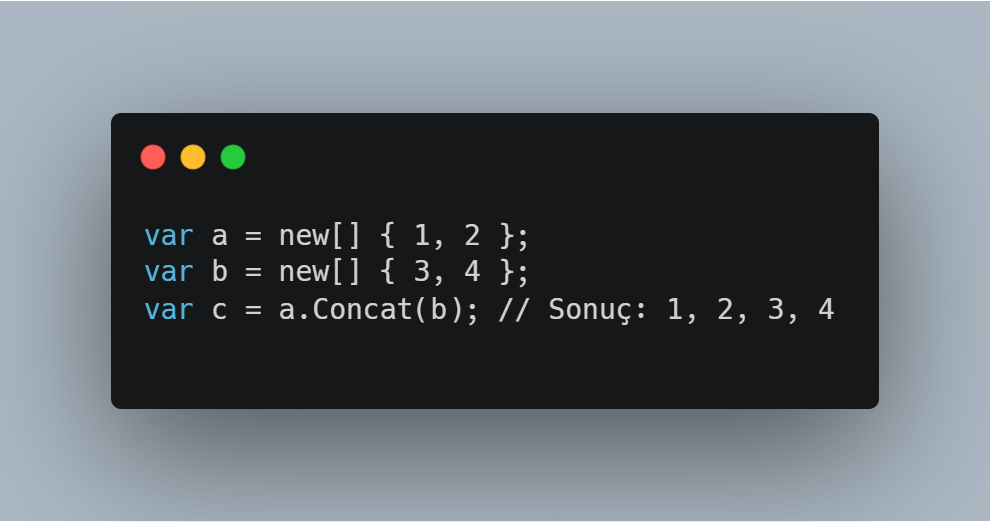 var a = new[] { 1, 2 };
var b = new[] { 3, 4 };
var c = a.Concat(b); // Sonuç: 1, 2, 3, 4